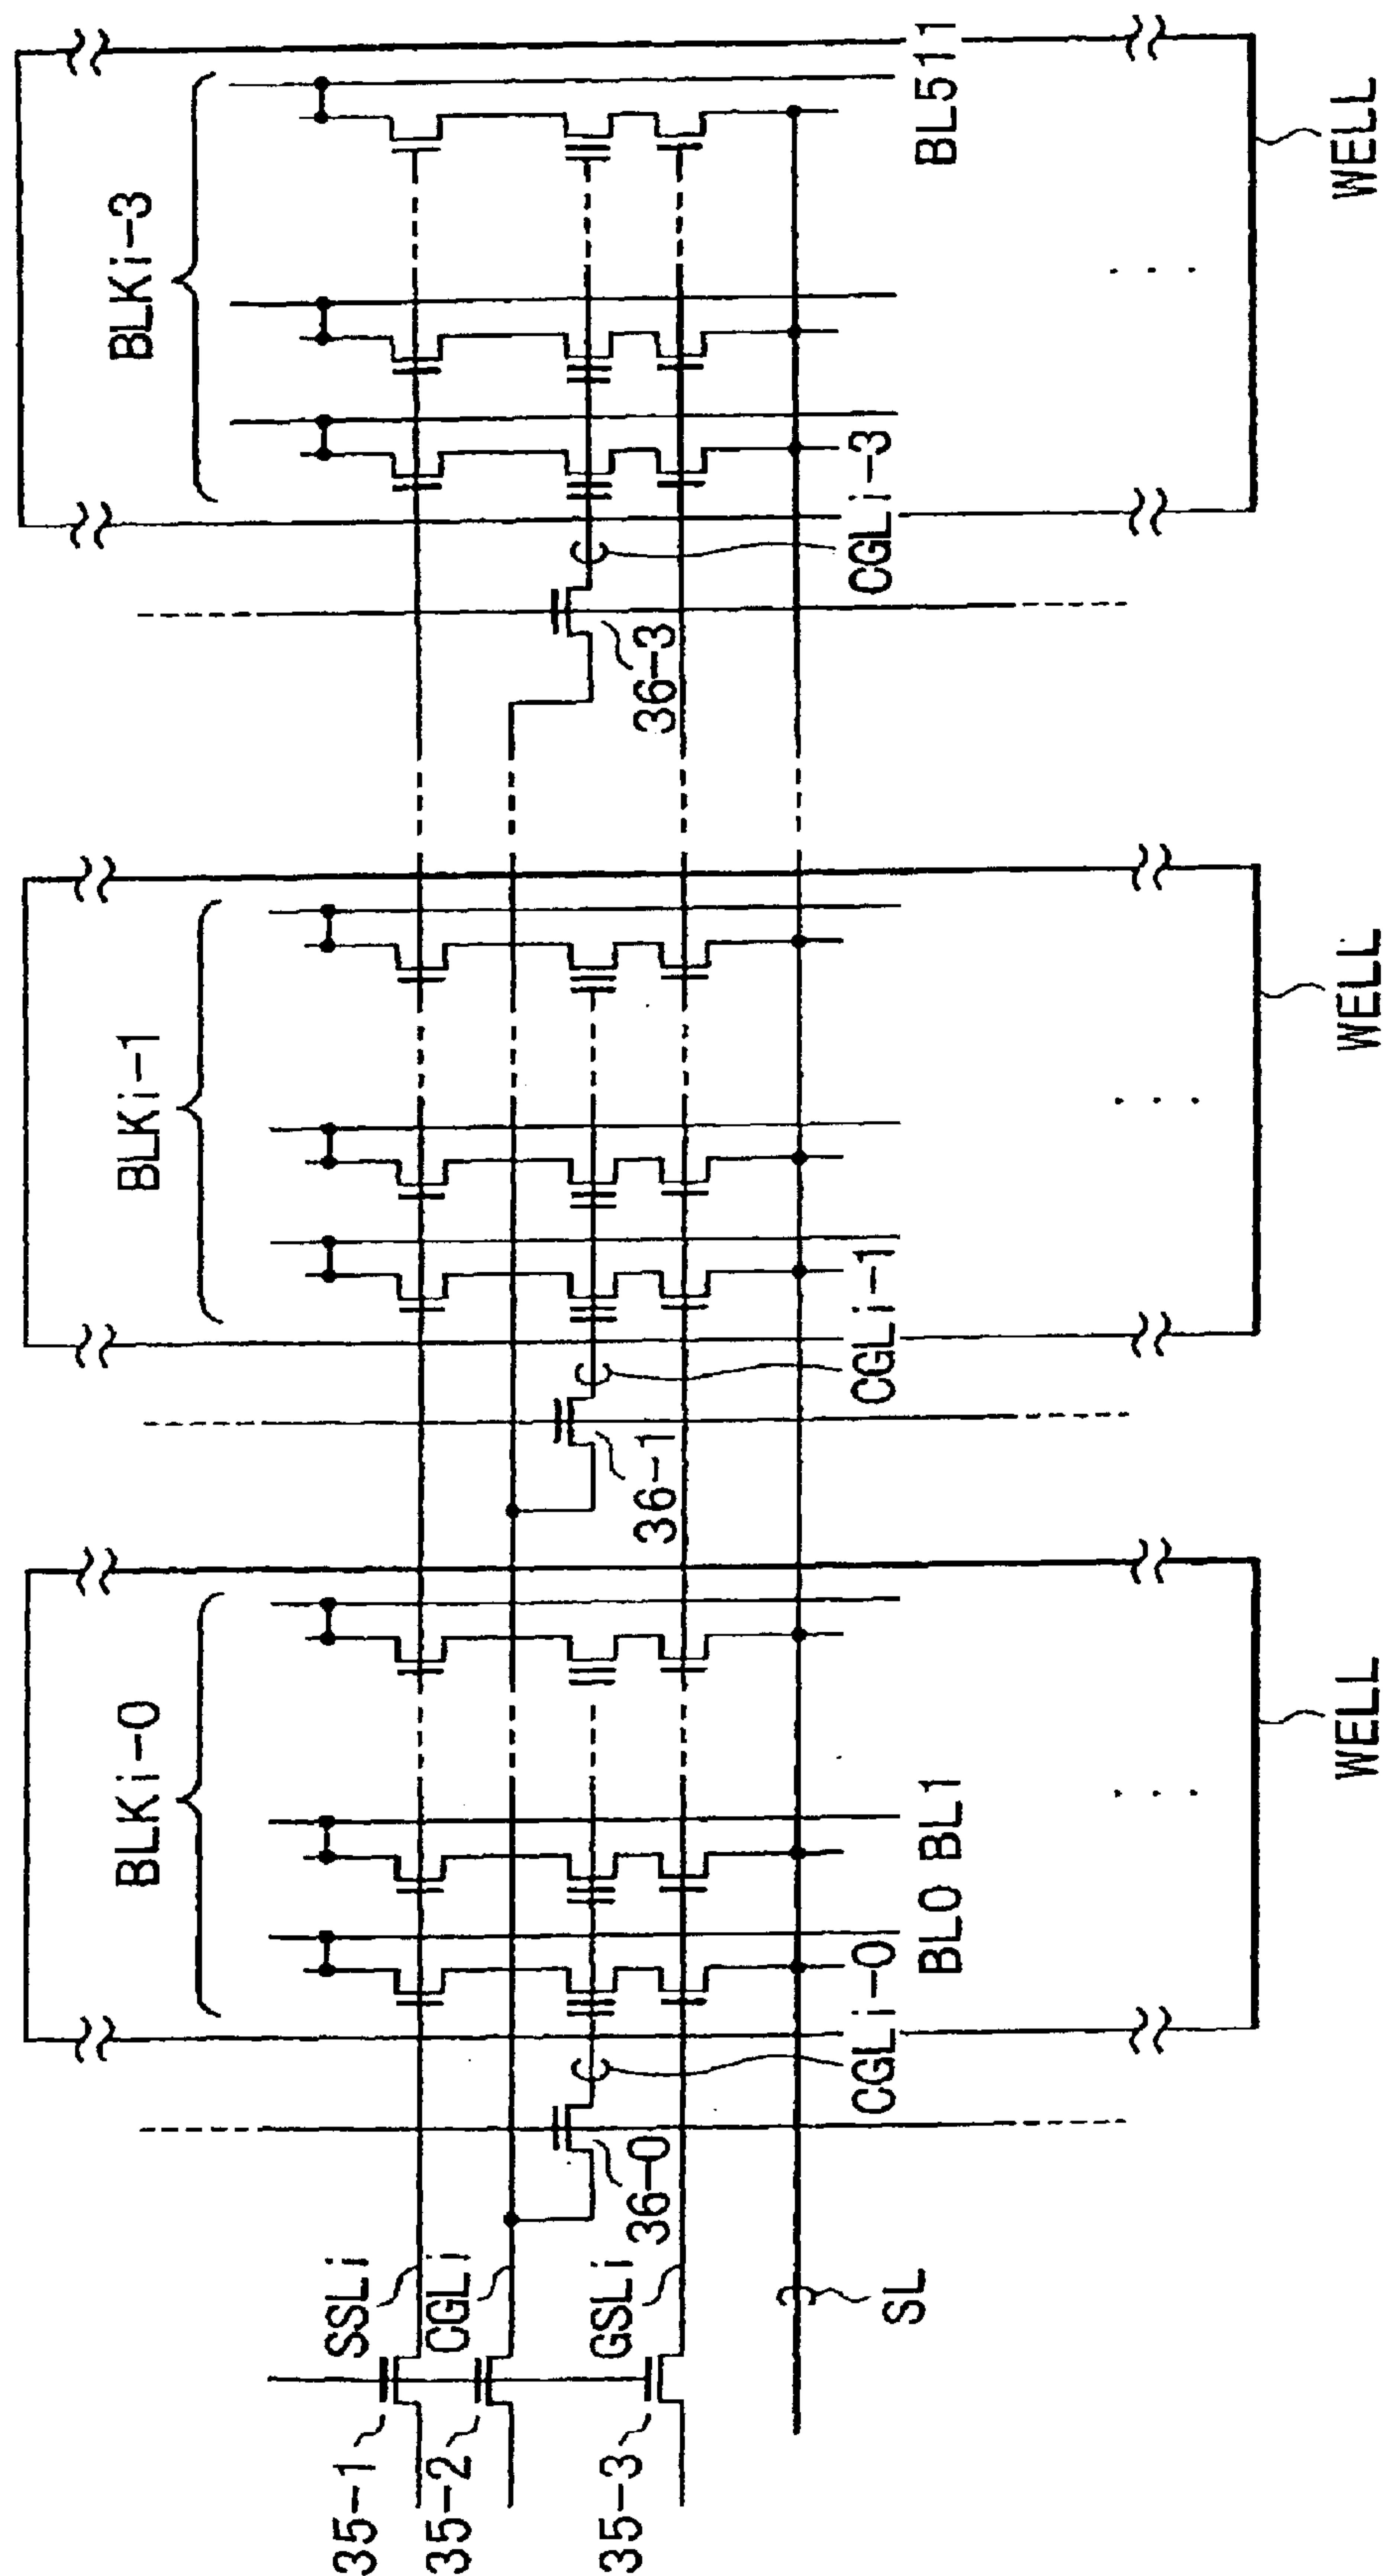 BLKi-0
BLKi-1
BLKi-3
35-1
SSLi
35-2
CGLi
35-3
GSLi
36-0
36-1
36-3
SL
CGLi-0
CGLi-1
CGLi-3
BL0 BL1
BL511
WELL
WELL
WELL